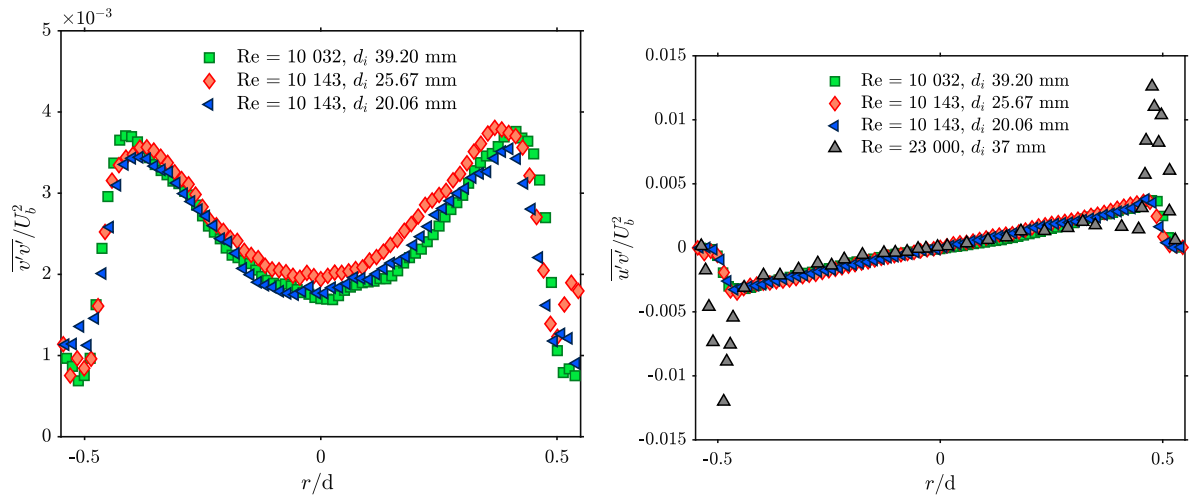 ×10⁻³
5
4
3
2
1
0
-0.5
0
0.5
r/d
v′v′/U_b²
Re = 10 032, d_i 39.20 mm
Re = 10 143, d_i 25.67 mm
Re = 10 143, d_i 20.06 mm
0.015
0.01
0.005
0
-0.005
-0.01
-0.015
-0.5
0
0.5
r/d
u′v′/U_b²
Re = 10 032, d_i 39.20 mm
Re = 10 143, d_i 25.67 mm
Re = 10 143, d_i 20.06 mm
Re = 23 000, d_i 37 mm